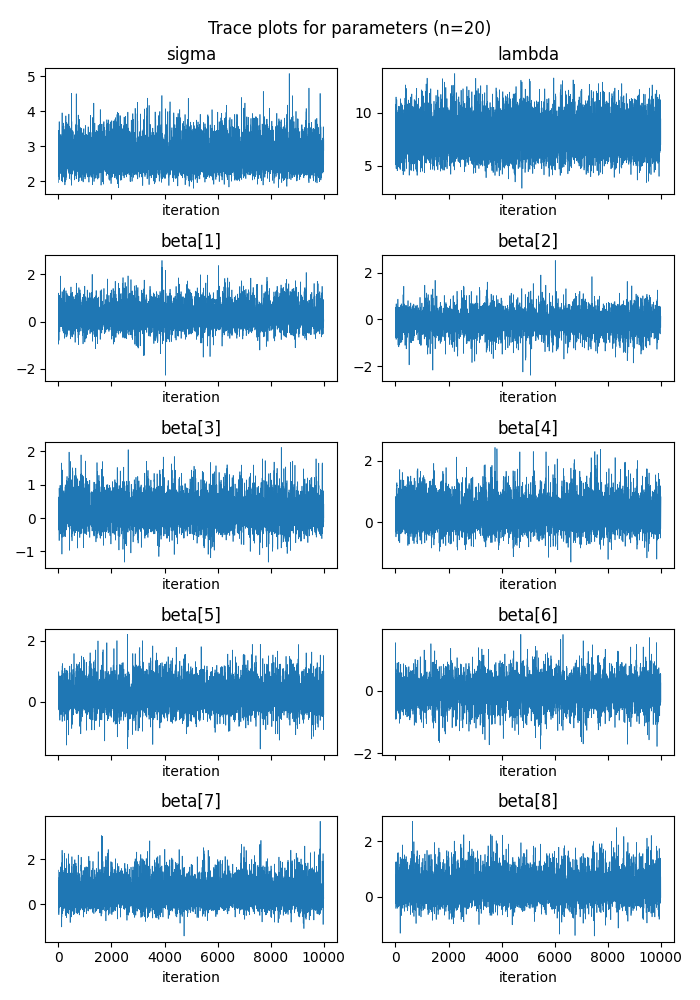 Trace plots for parameters (n=20)
sigma
5
4
3
2
iteration
lambda
10
5
iteration
beta[1]
2
0
−2
iteration
beta[2]
2
0
−2
iteration
beta[3]
2
1
0
−1
iteration
beta[4]
2
0
iteration
beta[5]
2
0
iteration
beta[6]
0
−2
iteration
beta[7]
2
0
0 2000 4000 6000 8000 10000
iteration
beta[8]
2
0
0 2000 4000 6000 8000 10000
iteration